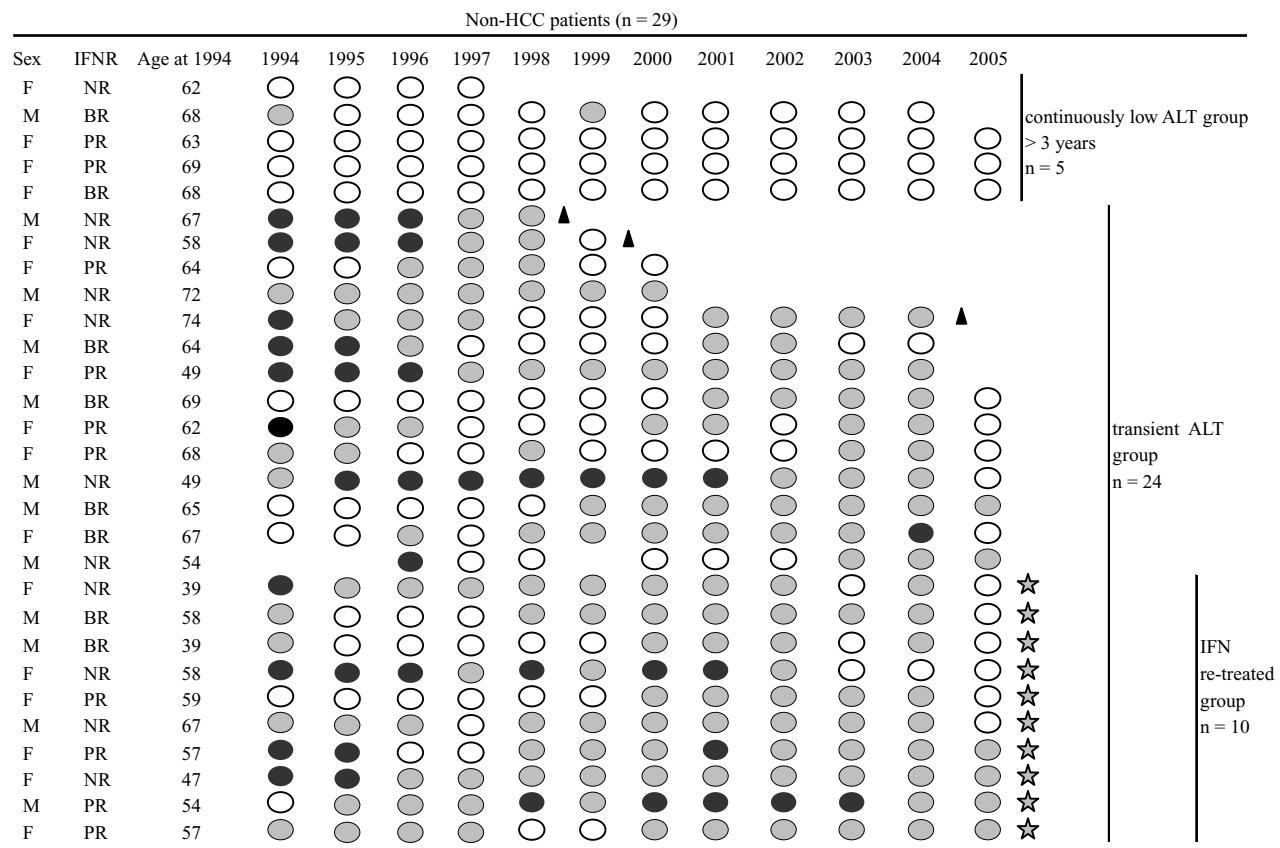 Non-HCC patients (n = 29)
Sex IFNR Age at 1994 1994 1995 1996 1997 1998 1999 2000 2001 2002 2003 2004 2005
F NR 62
M BR 68
F PR 63
F PR 69
F BR 68
continuously low ALT group
> 3 years
n = 5
M NR 67
F NR 58
F PR 64
M NR 72
F NR 74
M BR 64
F PR 49
M BR 69
F PR 62
F PR 68
M NR 49
M BR 65
F BR 67
M NR 54
F NR 39
M BR 58
M BR 39
F NR 58
F PR 59
M NR 67
F PR 57
F NR 47
M PR 54
F PR 57
transient ALT
group
n = 24
IFN
re-treated
group
n = 10